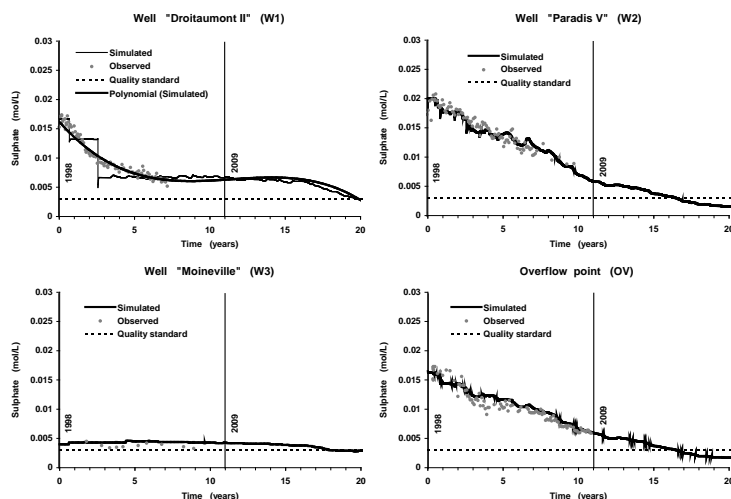 Well "Droitaumont II" (W1)
0.03
0.025
0.02
0.015
0.01
0.005
0
Sulphate (mol/L)
Simulated
Observed
Quality standard
Polynomial (Simulated)
1998
2009
0 5 10 15 20
Time (years)
Well "Paradis V" (W2)
0.03
0.025
0.02
0.015
0.01
0.005
0
Sulphate (mol/L)
Simulated
Observed
Quality standard
1998
2009
0 5 10 15 20
Time (years)
Well "Moineville" (W3)
0.03
0.025
0.02
0.015
0.01
0.005
0
Sulphate (mol/L)
Simulated
Observed
Quality standard
1998
2009
0 5 10 15 20
Time (years)
Overflow point (OV)
0.03
0.025
0.02
0.015
0.01
0.005
0
Sulphate (mol/L)
Simulated
Observed
Quality standard
1998
2009
0 5 10 15 20
Time (years)